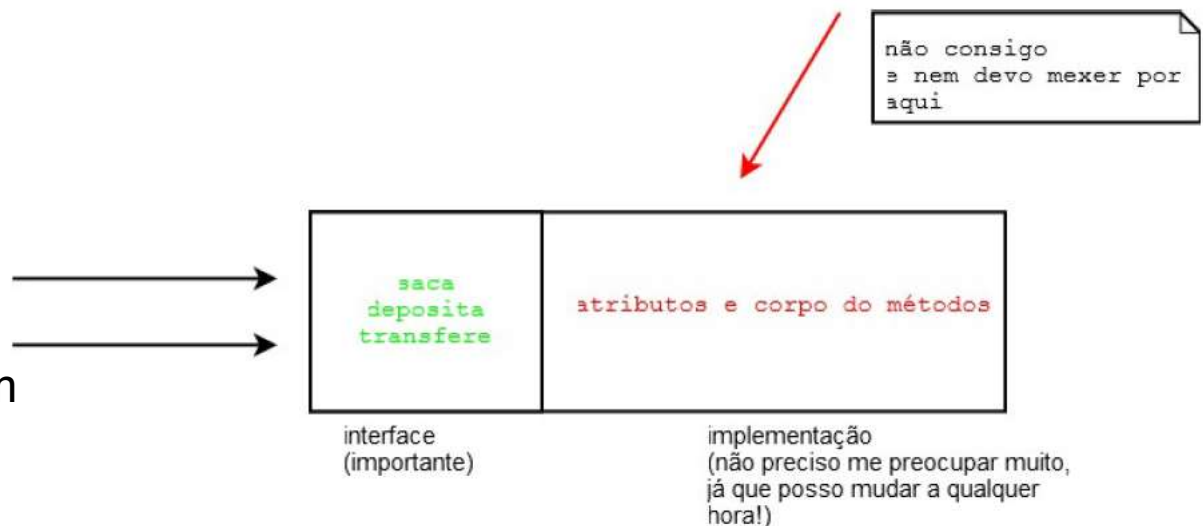 não consigo
e nem devo mexer por
aqui
saca
deposita
transfere
atributos e corpo do métodos
interface
(importante)
implementação
(não preciso me preocupar muito,
já que posso mudar a qualquer
hora!)